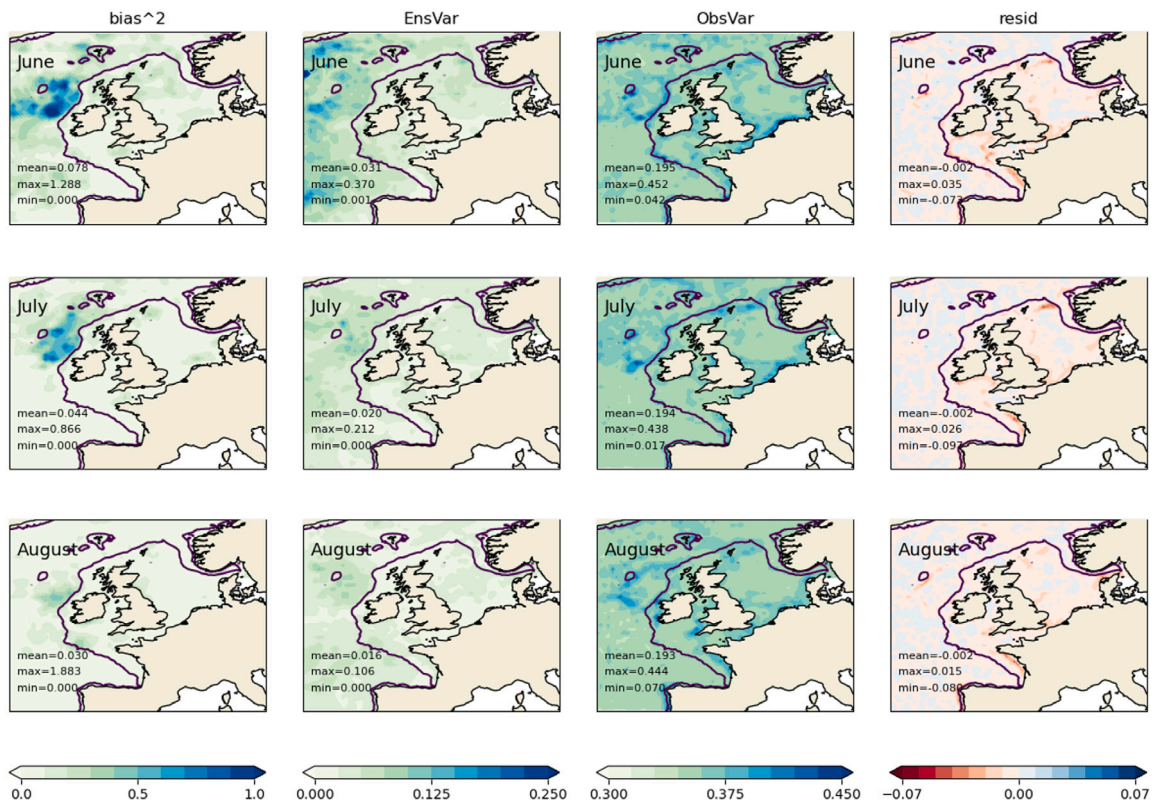 bias^2 EnsVar ObsVar resid
June June June June
mean=0.078 mean=0.031 mean=0.195 mean=-0.002
max=1.288 max=0.370 max=0.452 max=0.035
min=0.000 min=0.001 min=0.042 min=-0.073
July July July July
mean=0.044 mean=0.020 mean=0.194 mean=-0.002
max=0.866 max=0.212 max=0.438 max=0.026
min=0.000 min=0.000 min=0.017 min=-0.097
August August August August
mean=0.030 mean=0.016 mean=0.193 mean=-0.002
max=1.883 max=0.106 max=0.444 max=0.015
min=0.000 min=0.000 min=0.070 min=-0.080
0.0 0.5 1.0 0.000 0.125 0.250 0.300 0.375 0.450 −0.07 0.00 0.07